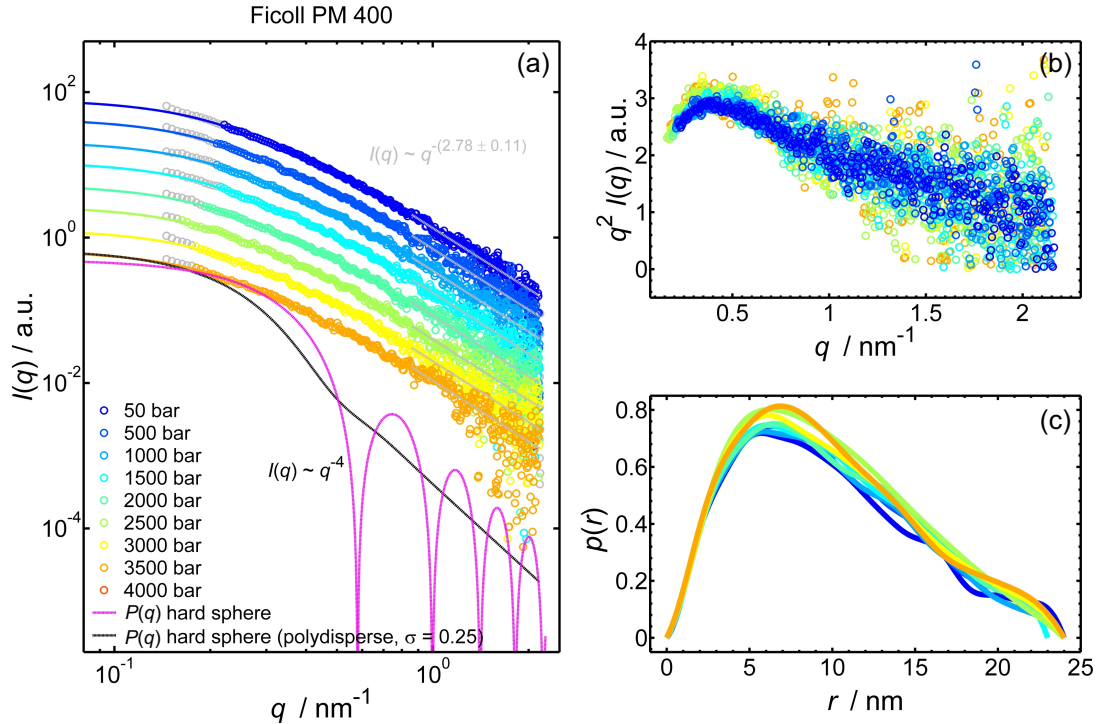 Ficoll PM 400
(a)
I(q) / a.u.
10^2
10^0
10^-2
10^-4
I(q) ~ q^-(2.78 ± 0.11)
I(q) ~ q^-4
50 bar
500 bar
1000 bar
1500 bar
2000 bar
2500 bar
3000 bar
3500 bar
4000 bar
P(q) hard sphere
P(q) hard sphere (polydisperse, σ = 0.25)
10^-1 10^0
q / nm^-1
(b)
q^2 I(q) / a.u.
4
3
2
1
0
0.5 1 1.5 2
q / nm^-1
(c)
p(r)
0.8
0.6
0.4
0.2
0
0 5 10 15 20 25
r / nm